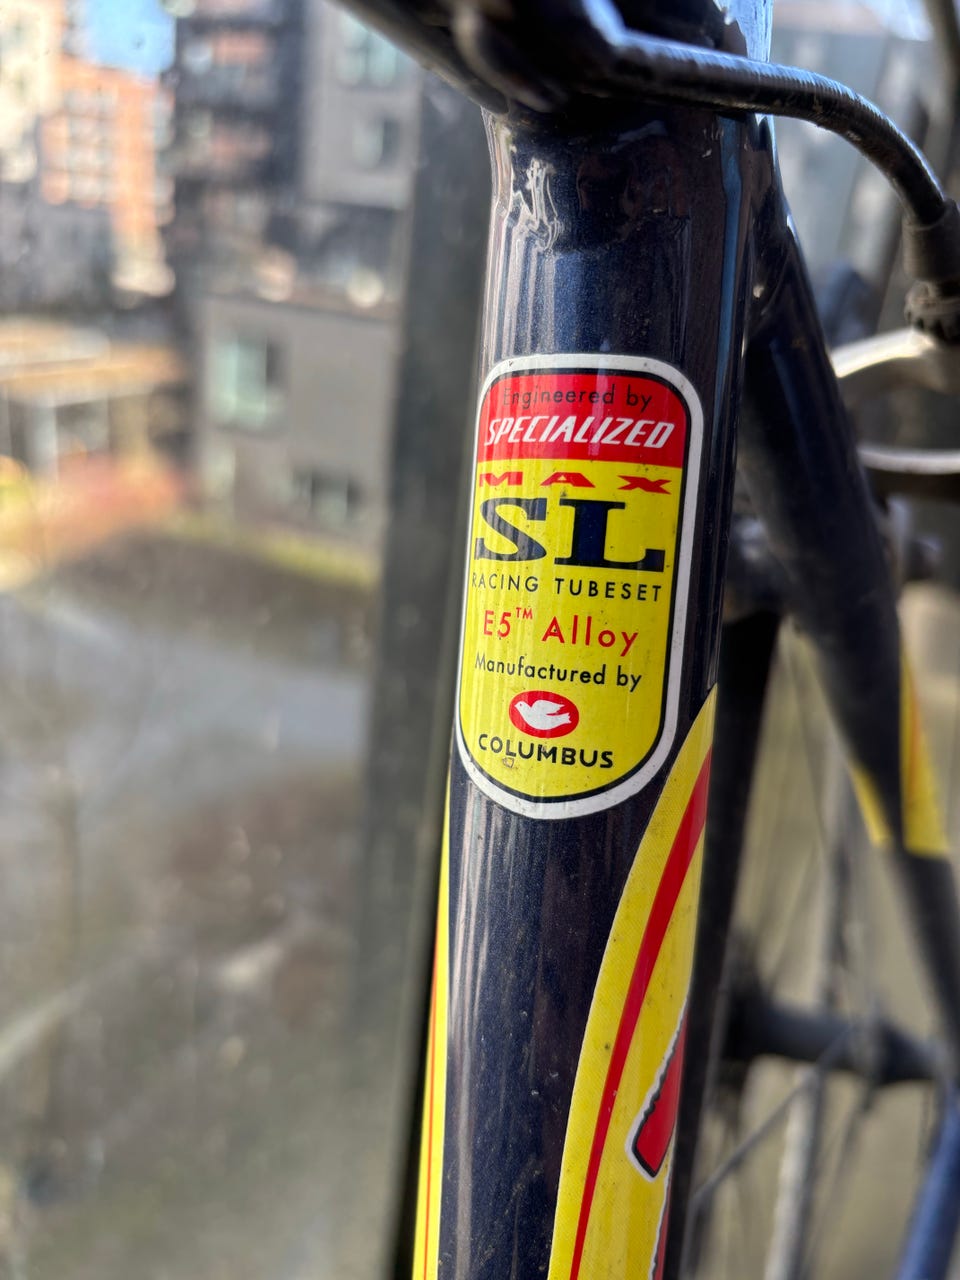 Engineered by
SPECIALIZED
MAX
SL
RACING TUBESET
E5™ Alloy
Manufactured by
COLUMBUS